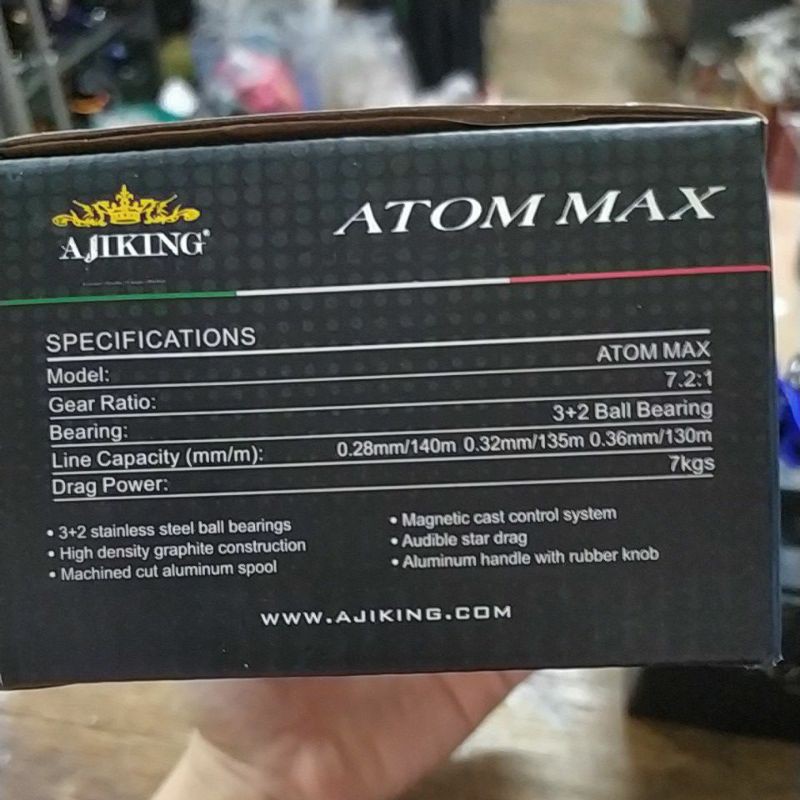 AJIKING®
ATOM MAX
SPECIFICATIONS
Model: ATOM MAX
Gear Ratio: 7.2:1
Bearing: 3+2 Ball Bearing
Line Capacity (mm/m): 0.28mm/140m 0.32mm/135m 0.36mm/130m
Drag Power: 7kgs
• 3+2 stainless steel ball bearings
• High density graphite construction
• Machined cut aluminum spool
• Magnetic cast control system
• Audible star drag
• Aluminum handle with rubber knob
WWW.AJIKING.COM